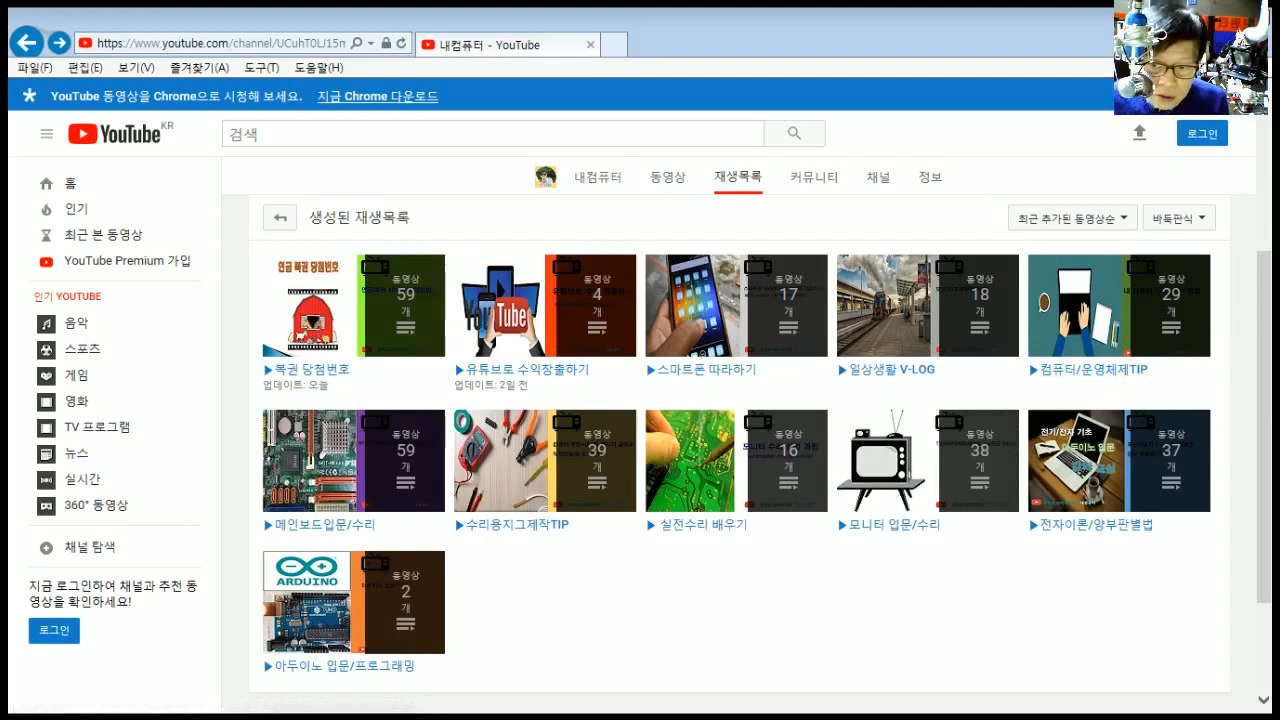 https://www.youtube.com/channel/UCuhT0LJ15m
내컴퓨터 - YouTube
파일(F) 편집(E) 보기(V) 즐겨찾기(A) 도구(T) 도움말(H)
YouTube 동영상을 Chrome으로 시청해 보세요. 지금 Chrome 다운로드
YouTube KR
검색
로그인
내컴퓨터 동영상 재생목록 커뮤니티 채널 정보
홈
인기
최근 본 동영상
YouTube Premium 가입
인기 YOUTUBE
음악
스포츠
게임
영화
TV 프로그램
뉴스
실시간
360° 동영상
채널 탐색
지금 로그인하여 채널과 추천 동
영상을 확인하세요!
로그인
생성된 재생목록
최근 추가된 동영상순
바둑판식
연금 복권 당첨번호
동영상
59
개
▶복권 당첨번호
업데이트: 오늘
You Tube
동영상
4
개
▶유튜브로 수익창출하기
업데이트: 2일 전
동영상
17
개
▶스마트폰 따라하기
동영상
18
개
▶일상생활 V-LOG
동영상
29
개
▶컴퓨터/운영체제TIP
동영상
59
개
▶메인보드입문/수리
동영상
39
개
▶수리용지그제작TIP
동영상
16
개
▶ 실전수리 배우기
동영상
38
개
▶모니터 입문/수리
전기/전자 기초
동영상
37
개
▶전자이론/양부판별법
ARDUINO
동영상
2
개
▶아두이노 입문/프로그래밍